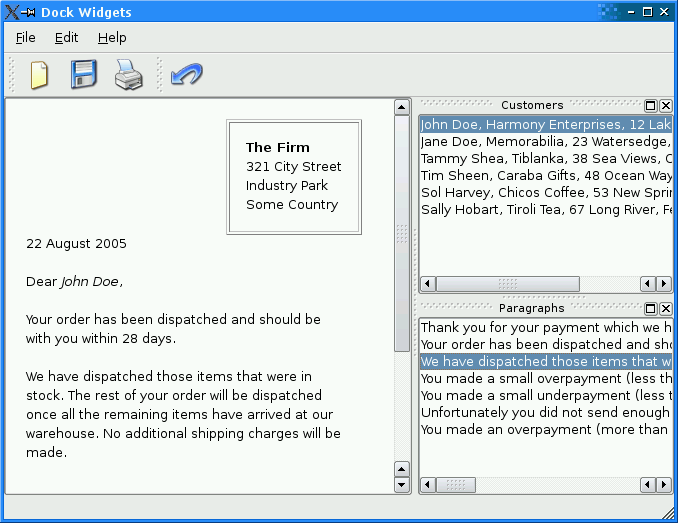 Dock Widgets
File Edit Help
The Firm
321 City Street
Industry Park
Some Country
22 August 2005
Dear John Doe,
Your order has been dispatched and should be
with you within 28 days.
We have dispatched those items that were in
stock. The rest of your order will be dispatched
once all the remaining items have arrived at our
warehouse. No additional shipping charges will be
made.
Customers
John Doe, Harmony Enterprises, 12 Lak
Jane Doe, Memorabilia, 23 Watersedge,
Tammy Shea, Tiblanka, 38 Sea Views, C
Tim Sheen, Caraba Gifts, 48 Ocean Way
Sol Harvey, Chicos Coffee, 53 New Sprin
Sally Hobart, Tiroli Tea, 67 Long River, Fe
Paragraphs
Thank you for your payment which we h
Your order has been dispatched and sho
We have dispatched those items that w
You made a small overpayment (less th
You made a small underpayment (less t
Unfortunately you did not send enough
You made an overpayment (more than